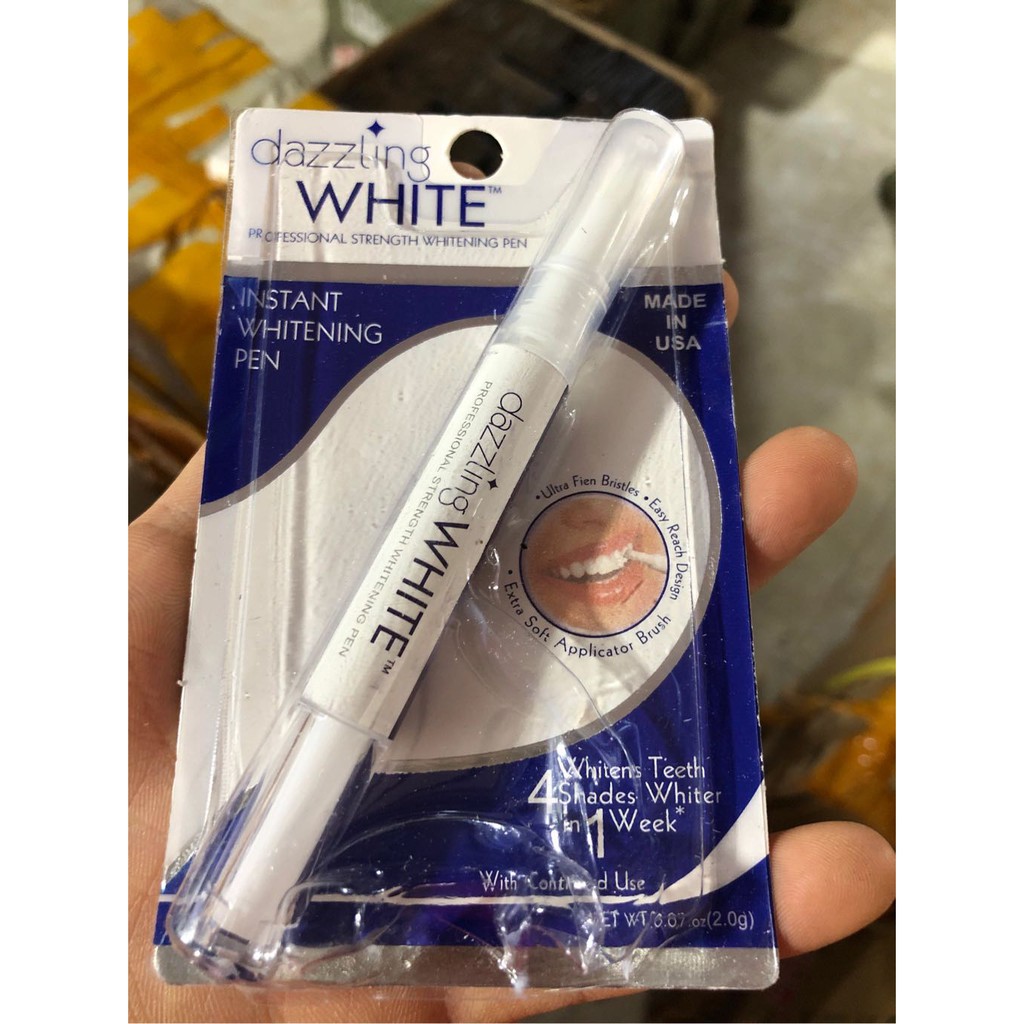 dazzling
WHITE™
PROFESSIONAL STRENGTH WHITENING PEN
INSTANT
WHITENING
PEN
MADE
IN
USA
dazzling WHITE™
PROFESSIONAL STRENGTH WHITENING PEN
• Ultra Fien Bristles • Easy Reach Design
• Extra Soft Applicator Brush
Whitens Teeth
4 Shades Whiter
in 1 Week*
With Continued Use
NET WT 0.07.oz(2.0g)